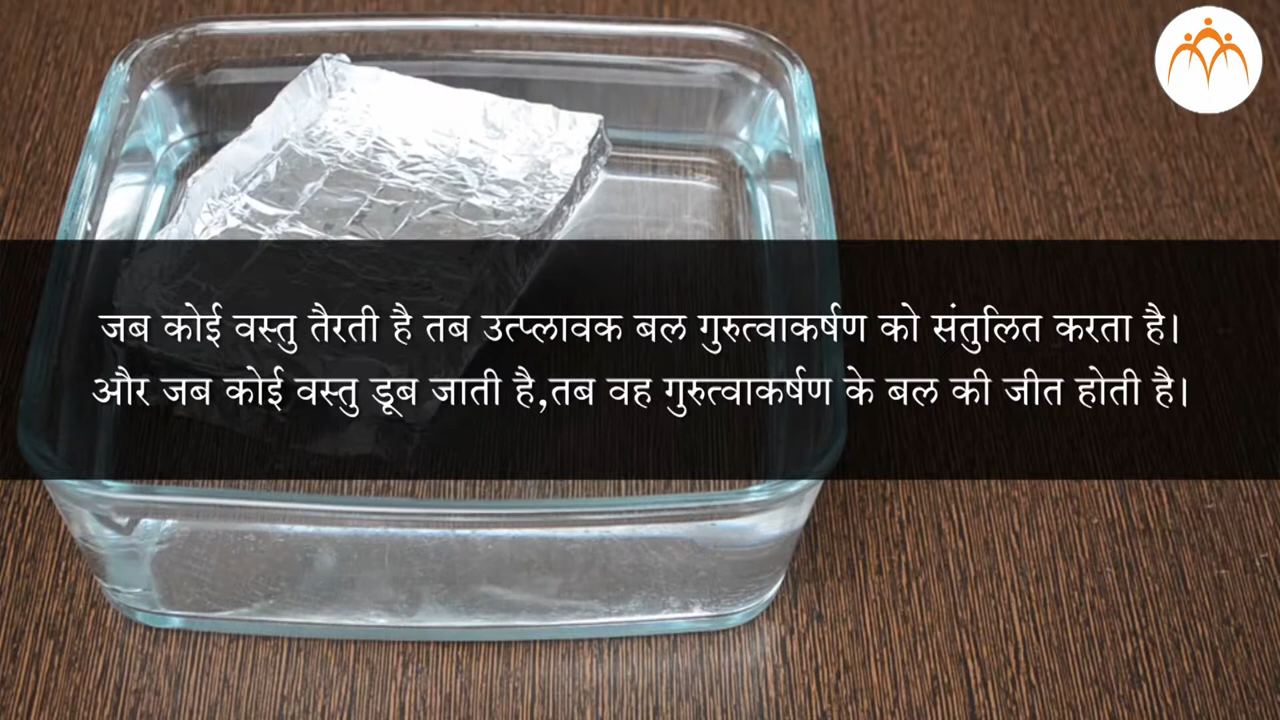 जब कोई वस्तु तैरती है तब उत्प्लावक बल गुरुत्वाकर्षण को संतुलित करता है।
और जब कोई वस्तु डूब जाती है,तब वह गुरुत्वाकर्षण के बल की जीत होती है।